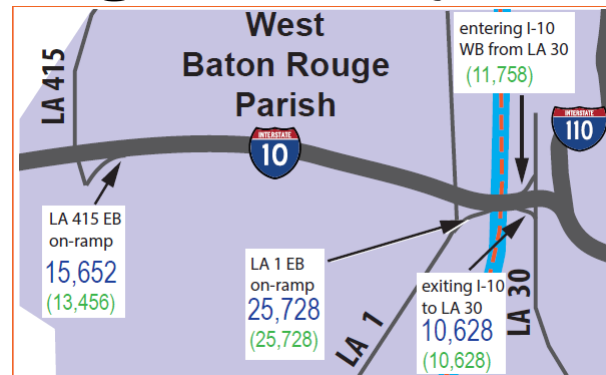 West
Baton Rouge
Parish
LA 415
entering I-10
WB from LA 30
(11,758)
INTERSTATE
10
INTERSTATE
110
LA 415 EB
on-ramp
15,652
(13,456)
LA 1 EB
on-ramp
25,728
(25,728)
LA 1
exiting I-10
to LA 30
10,628
(10,628)
LA 30